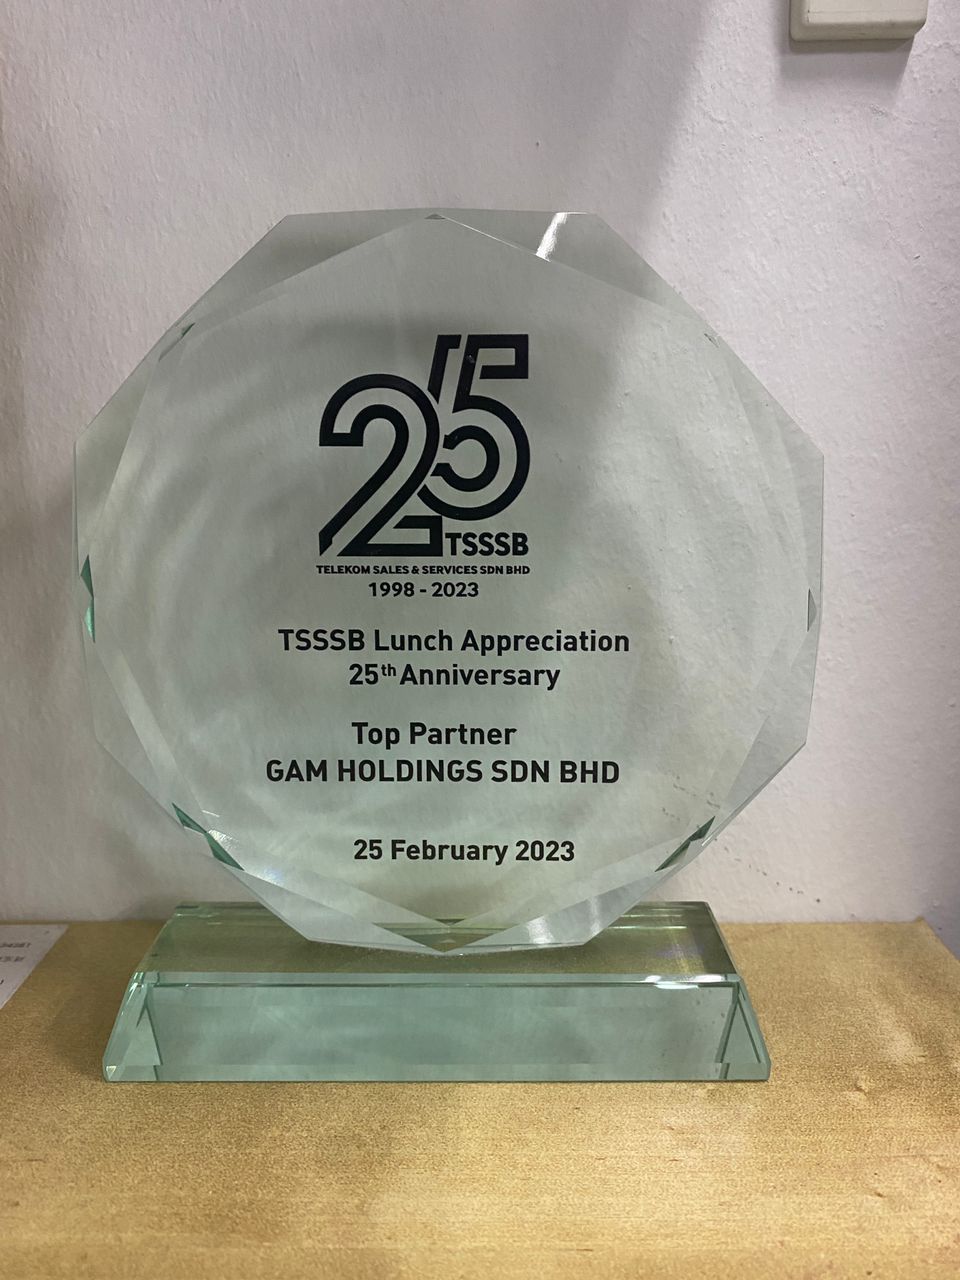 25
TSSSB
TELEKOM SALES & SERVICES SDN BHD
1998 - 2023
TSSSB Lunch Appreciation
25th Anniversary
Top Partner
GAM HOLDINGS SDN BHD
25 February 2023